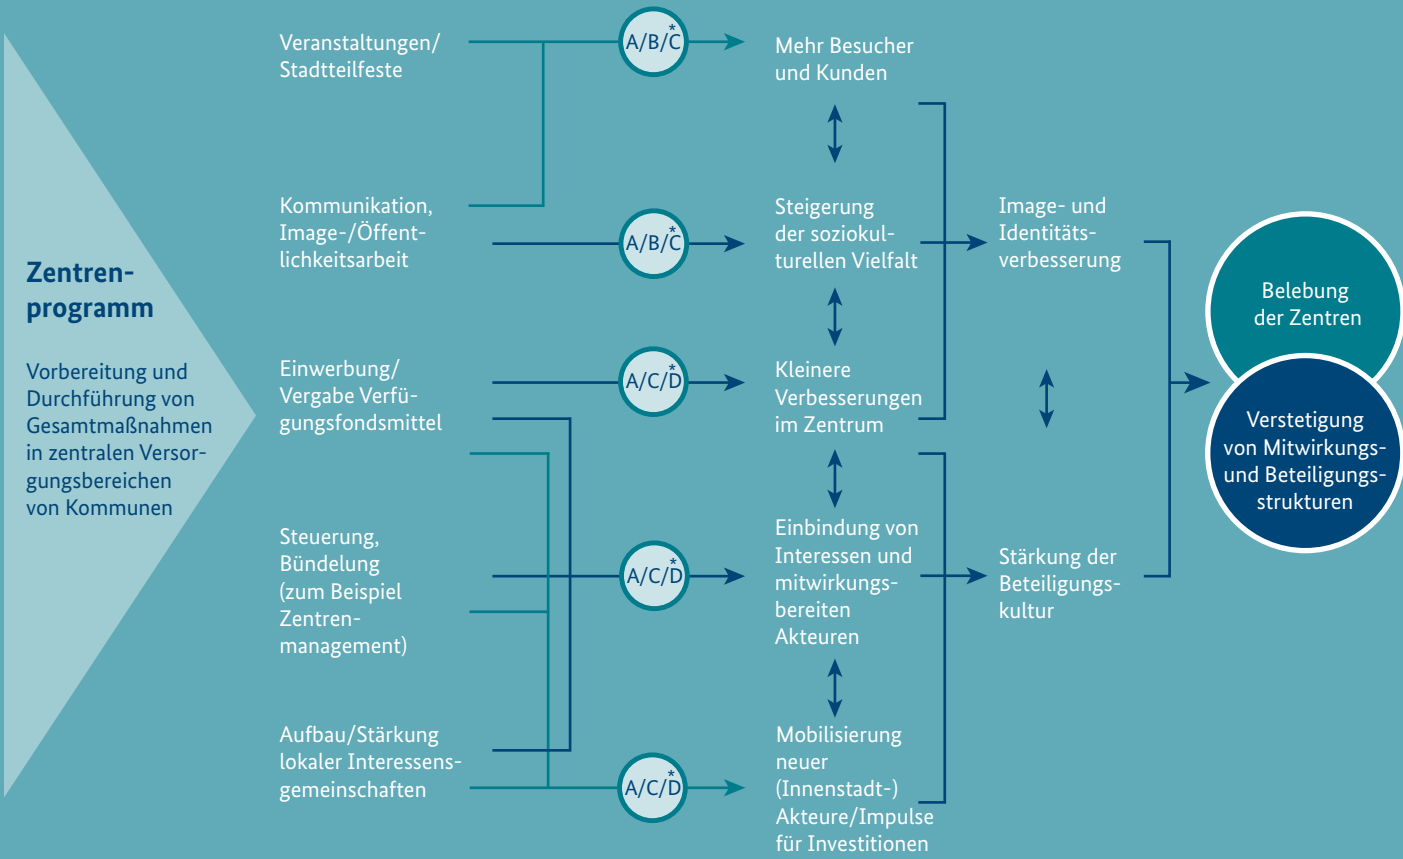 Zentren-
programm
Vorbereitung und
Durchführung von
Gesamtmaßnahmen
in zentralen Versor-
gungsbereichen
von Kommunen
Veranstaltungen/
Stadtteilfeste
Kommunikation,
Image-/Öffent-
lichkeitsarbeit
Einwerbung/
Vergabe Verfü-
gungsfondsmittel
Steuerung,
Bündelung
(zum Beispiel
Zentren-
management)
Aufbau/Stärkung
lokaler Interessens-
gemeinschaften
A/B/C*
A/B/C*
A/C/D*
A/C/D*
A/C/D*
Mehr Besucher
und Kunden
Steigerung
der soziokul-
turellen Vielfalt
Kleinere
Verbesserungen
im Zentrum
Einbindung von
Interessen und
mitwirkungs-
bereiten
Akteuren
Mobilisierung
neuer
(Innenstadt-)
Akteure/Impulse
für Investitionen
Image- und
Identitäts-
verbesserung
Stärkung der
Beteiligungs-
kultur
Belebung
der Zentren
Verstetigung
von Mitwirkungs-
und Beteiligungs-
strukturen